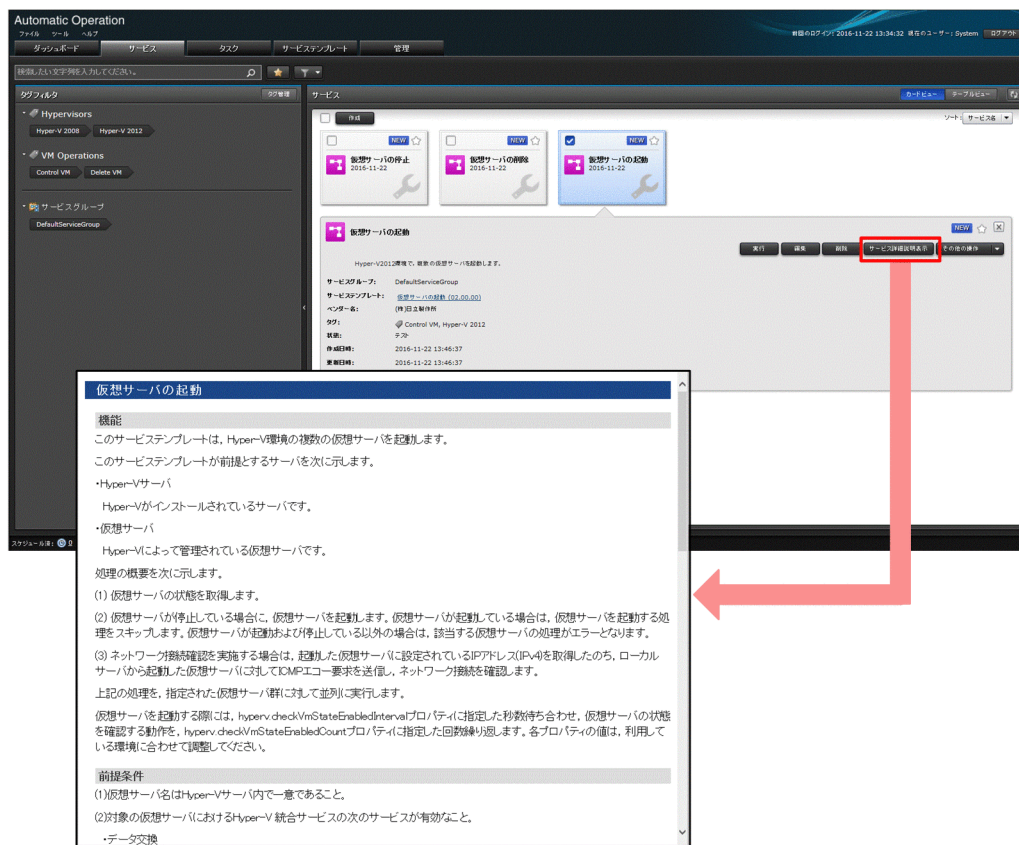 Automatic Operation
ファイル ツール ヘルプ
前回のログイン: 2016-11-22 13:34:32 現在のユーザー: System ログアウト
ダッシュボード サービス タスク サービステンプレート 管理
検索したい文字列を入力してください。
タグフィルタ タグ管理
Hypervisors
Hyper-V 2008 Hyper-V 2012
VM Operations
Control VM Delete VM
サービスグループ
DefaultServiceGroup
サービス カードビュー テーブルビュー
作成 ソート: サービス名
NEW NEW NEW
仮想サーバの停止 仮想サーバの削除 仮想サーバの起動
2016-11-22 2016-11-22 2016-11-22
仮想サーバの起動 NEW
実行 編集 削除 サービス詳細説明表示 その他の操作
Hyper-V2012環境で、複数の仮想サーバを起動します。
サービスグループ: DefaultServiceGroup
サービステンプレート: 仮想サーバの起動 (02.00.00)
ベンダー名: (株)日立製作所
タグ: Control VM, Hyper-V 2012
状態: テスト
作成日時: 2016-11-22 13:46:37
更新日時: 2016-11-22 13:46:37
スケジュール済: 0
仮想サーバの起動
機能
このサービステンプレートは，Hyper-V環境の複数の仮想サーバを起動します。
このサービステンプレートが前提とするサーバを次に示します。
・Hyper-Vサーバ
Hyper-Vがインストールされているサーバです。
・仮想サーバ
Hyper-Vによって管理されている仮想サーバです。
処理の概要を次に示します。
(1) 仮想サーバの状態を取得します。
(2) 仮想サーバが停止している場合に，仮想サーバを起動します。仮想サーバが起動している場合は，仮想サーバを起動する処
理をスキップします。仮想サーバが起動および停止している以外の場合は，該当する仮想サーバの処理がエラーとなります。
(3) ネットワーク接続確認を実施する場合は，起動した仮想サーバに設定されているIPアドレス(IPv4)を取得したのち，ローカル
サーバから起動した仮想サーバに対してICMPエコー要求を送信し，ネットワーク接続を確認します。
上記の処理を，指定された仮想サーバ群に対して並列に実行します。
仮想サーバを起動する際には，hyperv.checkVmStateEnabledIntervalプロパティに指定した秒数待ち合わせ，仮想サーバの状態
を確認する動作を，hyperv.checkVmStateEnabledCountプロパティに指定した回数繰り返します。各プロパティの値は，利用して
いる環境に合わせて調整してください。
前提条件
(1)仮想サーバ名はHyper-Vサーバ内で一意であること。
(2)対象の仮想サーバにおけるHyper-V 統合サービスの次のサービスが有効なこと。
・データ交換